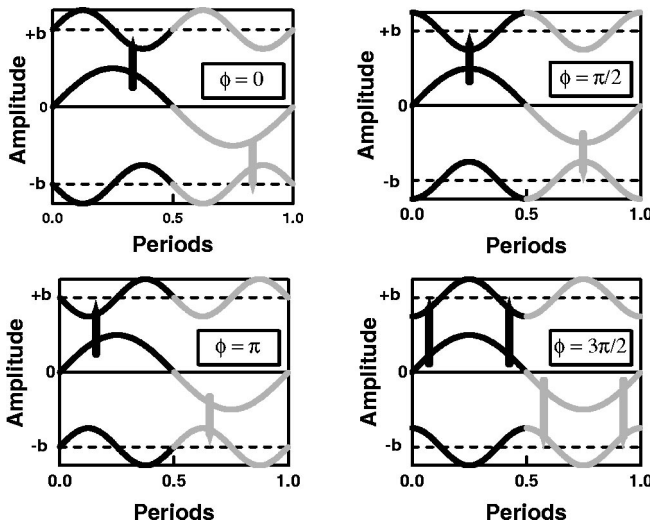 Amplitude
+b
0
-b
ϕ = 0
0.0
0.5
1.0
Periods
Amplitude
+b
0
-b
ϕ = π/2
0.0
0.5
1.0
Periods
Amplitude
+b
0
-b
ϕ = π
0.0
0.5
1.0
Periods
Amplitude
+b
0
-b
ϕ = 3π/2
0.0
0.5
1.0
Periods